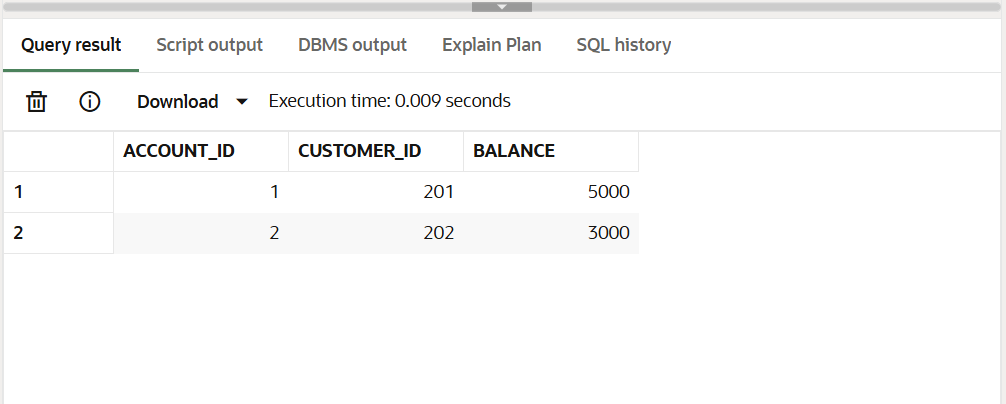 Query result Script output DBMS output Explain Plan SQL history
Download Execution time: 0.009 seconds
ACCOUNT_ID CUSTOMER_ID BALANCE
1 1 201 5000
2 2 202 3000